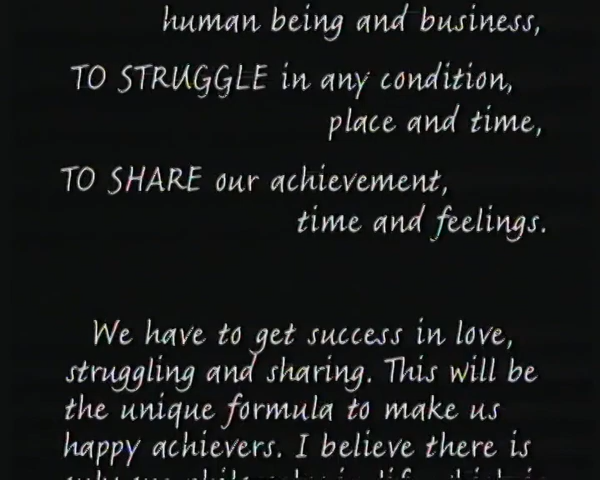 human being and business,
TO STRUGGLE in any condition,
place and time,
TO SHARE our achievement,
time and feelings.
We have to get success in love,
struggling and sharing. This will be
the unique formula to make us
happy achievers. I believe there is